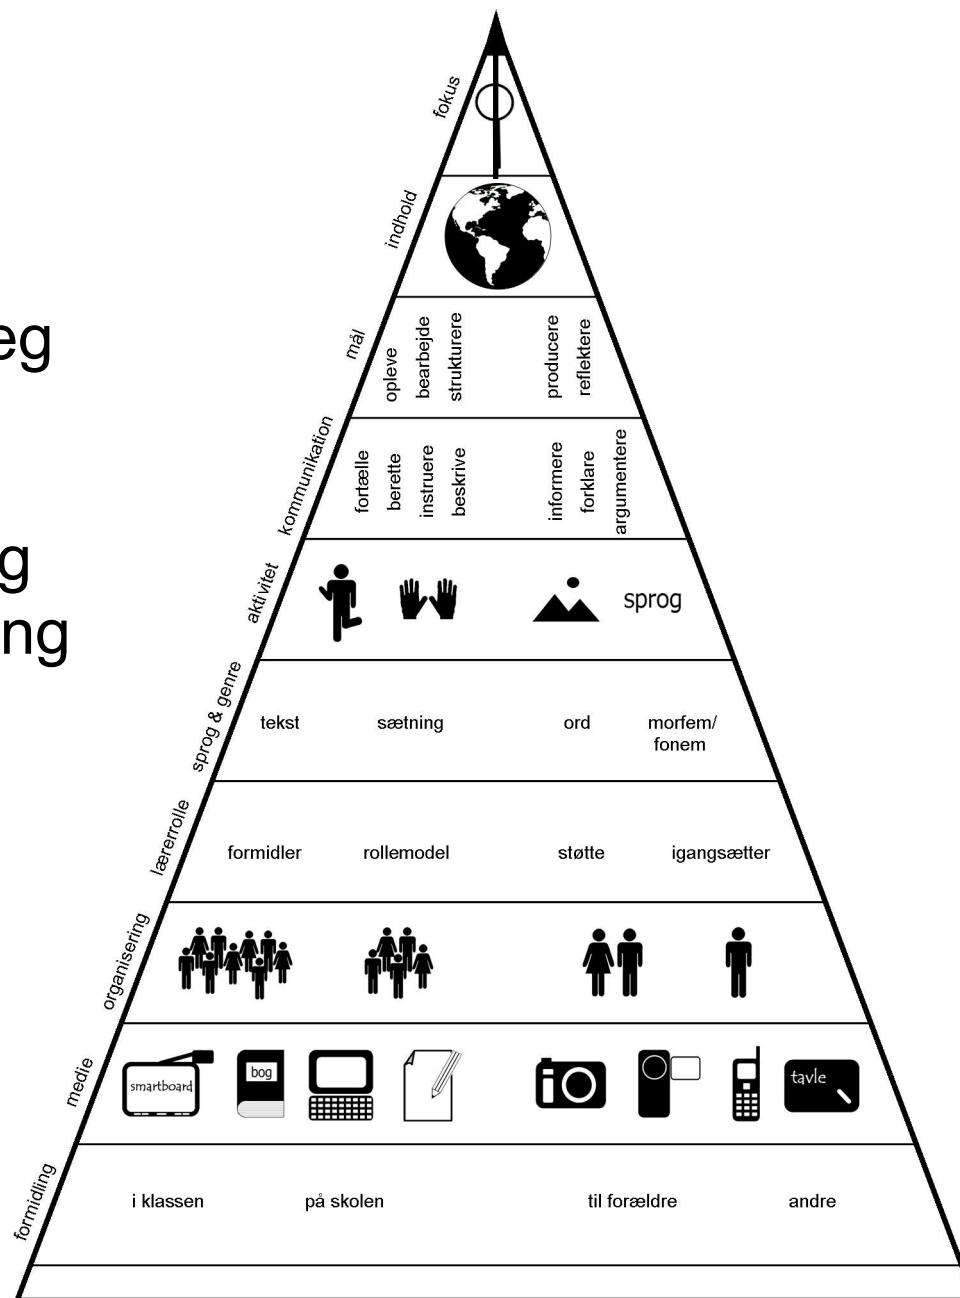 fokus
indhold
mål
opleve
bearbejde
strukturere
producere
reflektere
kommunikation
fortælle
berette
instruere
beskrive
informere
forklare
argumentere
aktivitet
sprog
sprog & genre
tekst sætning ord morfem/
fonem
lærerrolle
formidler rollemodel støtte igangsætter
organisering
medie
smartboard
bog
tavle
formidling
i klassen på skolen til forældre andre